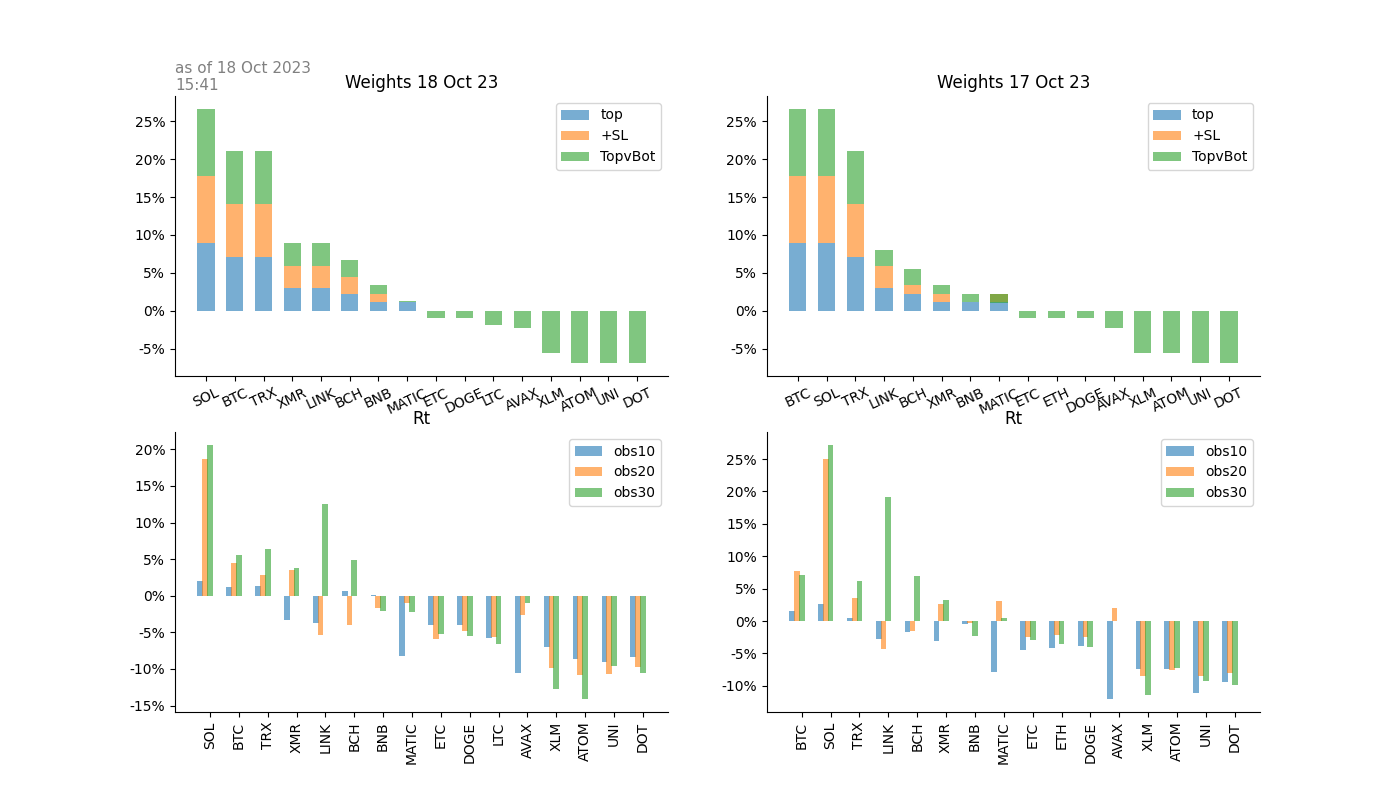 as of 18 Oct 2023
15:41
Weights 18 Oct 23
25%
20%
15%
10%
5%
0%
-5%
top
+SL
TopvBot
SOL BTC TRX XMR LINK BCH BNB MATIC ETC DOGE LTC AVAX XLM ATOM UNI DOT
Weights 17 Oct 23
25%
20%
15%
10%
5%
0%
-5%
top
+SL
TopvBot
BTC SOL TRX LINK BCH XMR BNB MATIC ETC ETH DOGE AVAX XLM ATOM UNI DOT
Rt
20%
15%
10%
5%
0%
-5%
-10%
-15%
obs10
obs20
obs30
SOL BTC TRX XMR LINK BCH BNB MATIC ETC DOGE LTC AVAX XLM ATOM UNI DOT
Rt
25%
20%
15%
10%
5%
0%
-5%
-10%
obs10
obs20
obs30
BTC SOL TRX LINK BCH XMR BNB MATIC ETC ETH DOGE AVAX XLM ATOM UNI DOT